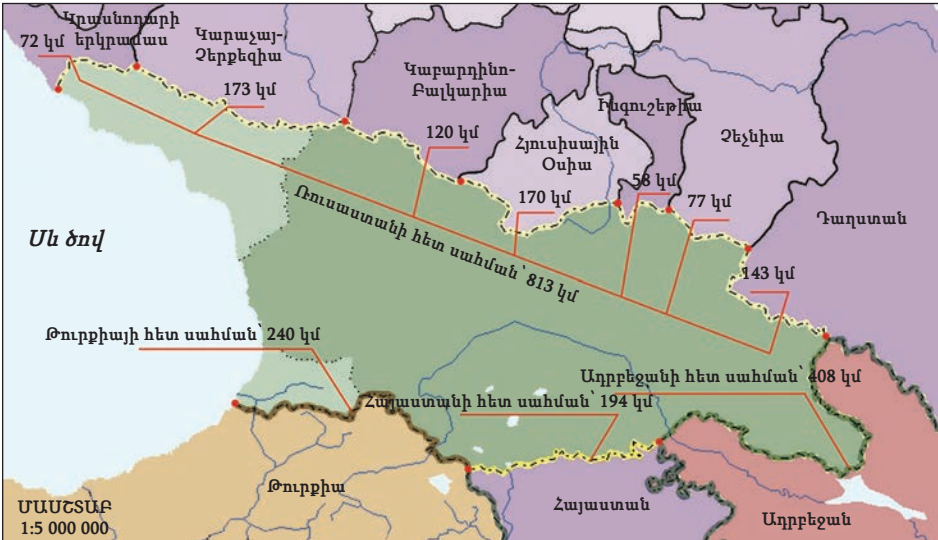 Կրասնոդարի
երկրամաս
72 կմ
Կարաչայ-
Չերքեզիա
173 կմ
Կաբարդինո-
Բալկարիա
120 կմ
Հյուսիսային
Օսիա
170 կմ
Ինգուշեթիա
58 կմ
Չեչնիա
77 կմ
Դաղստան
143 կմ
Սև ծով
Ռուսաստանի հետ սահման՝ 813 կմ
Թուրքիայի հետ սահման՝ 240 կմ
Ադրբեջանի հետ սահման՝ 408 կմ
Հայաստանի հետ սահման՝ 194 կմ
Թուրքիա
Հայաստան
Ադրբեջան
ՄԱՍՇՏԱԲ
1:5 000 000